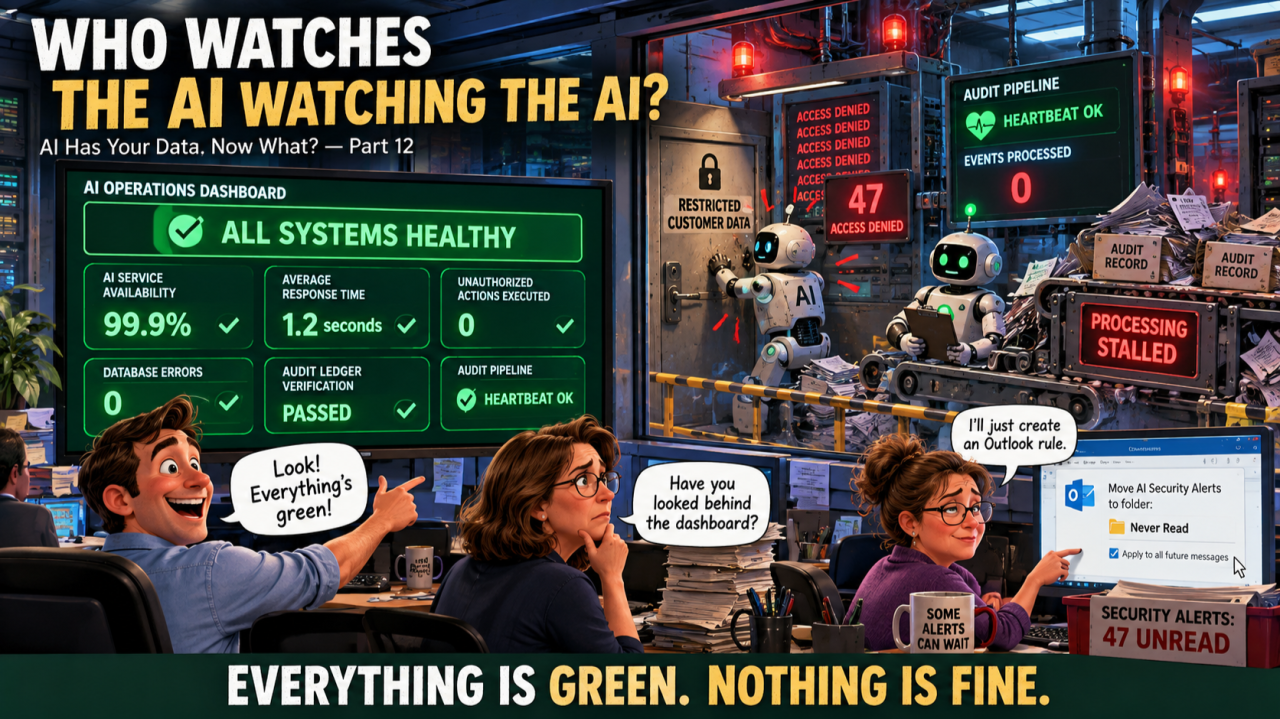 WHO WATCHES
THE AI WATCHING THE AI?
AI Has Your Data. Now What? — Part 12
AI OPERATIONS DASHBOARD
ALL SYSTEMS HEALTHY
AI SERVICE
AVAILABILITY
99.9%
AVERAGE
RESPONSE TIME
1.2 seconds
UNAUTHORIZED
ACTIONS EXECUTED
0
DATABASE ERRORS
0
AUDIT LEDGER
VERIFICATION
PASSED
AUDIT PIPELINE
HEARTBEAT OK
RESTRICTED
CUSTOMER DATA
ACCESS DENIED
ACCESS DENIED
ACCESS DENIED
ACCESS DENIED
ACCESS DENIED
47
ACCESS DENIED
AI
AUDIT PIPELINE
HEARTBEAT OK
EVENTS PROCESSED
0
AUDIT
RECORD
AUDIT
RECORD
PROCESSING
STALLED
Look!
Everything's
green!
Have you
looked behind
the dashboard?
I'll just create
an Outlook rule.
Move AI Security Alerts
to folder:
Never Read
Apply to all future messages
SOME
ALERTS
CAN WAIT
SECURITY ALERTS:
47 UNREAD
EVERYTHING IS GREEN. NOTHING IS FINE.